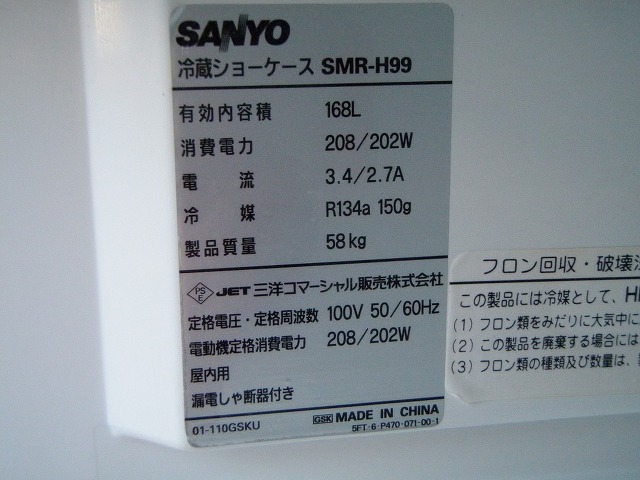 SANYO
冷蔵ショーケース SMR-H99
有効内容積 168L
消費電力 208/202W
電流 3.4/2.7A
冷媒 R134a 150g
製品質量 58kg
PSE JET 三洋コマーシャル販売株式会社
定格電圧・定格周波数 100V 50/60Hz
電動機定格消費電力 208/202W
屋内用
漏電しゃ断器付き
GSK MADE IN CHINA
01-110GSKU 5FT-6-P470-071-00-1
フロン回収・破壊
この製品には冷媒として、H
(1) フロン類をみだりに大気中に
(2) この製品を廃棄する場合には
(3) フロン類の種類及び数量は、